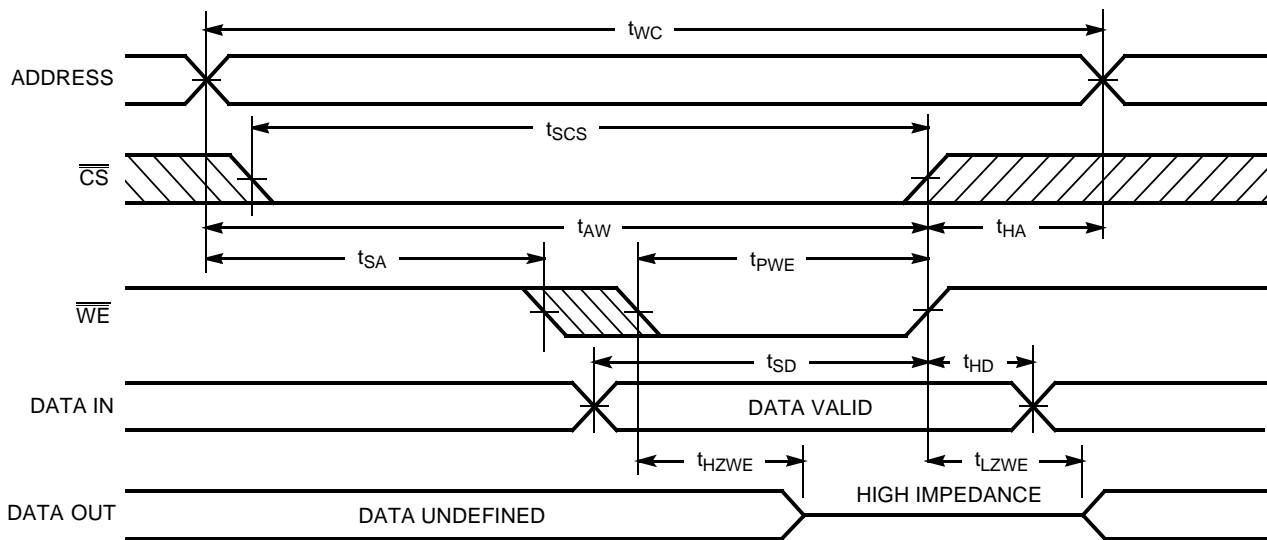 tWC
ADDRESS
tSCS
CS
tAW
tHA
tSA
tPWE
WE
tSD
tHD
DATA IN
DATA VALID
tHZWE
tLZWE
HIGH IMPEDANCE
DATA OUT
DATA UNDEFINED